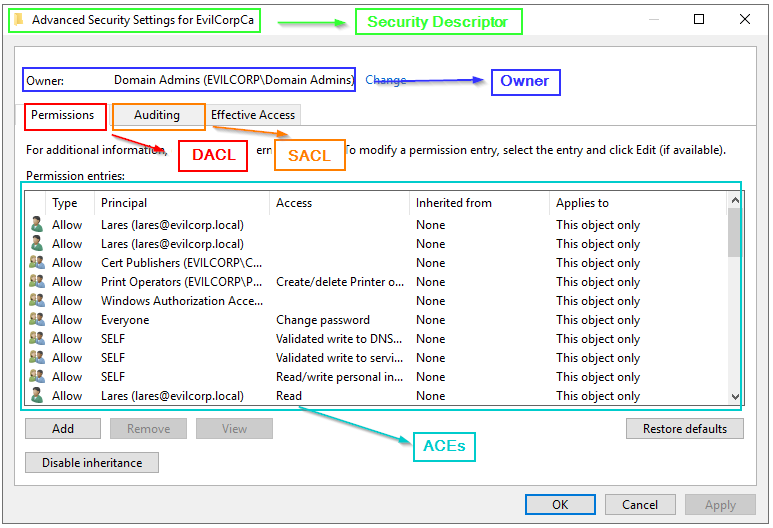 Advanced Security Settings for EvilCorpCa Security Descriptor
Owner: Domain Admins (EVILCORP\Domain Admins) Change Owner
Permissions Auditing Effective Access
For additional information, DACL SACL To modify a permission entry, select the entry and click Edit (if available).
Permission entries:
Type Principal Access Inherited from Applies to
Allow Lares (lares@evilcorp.local) None This object only
Allow Lares (lares@evilcorp.local) None This object only
Allow Cert Publishers (EVILCORP\C... None This object only
Allow Print Operators (EVILCORP\P... Create/delete Printer o... None This object only
Allow Windows Authorization Acce... None This object only
Allow Everyone Change password None This object only
Allow SELF Validated write to DNS... None This object only
Allow SELF Validated write to servi... None This object only
Allow SELF Read/write personal in... None This object only
Allow Lares (lares@evilcorp.local) Read None This object only
Add Remove View ACEs Restore defaults
Disable inheritance
OK Cancel Apply